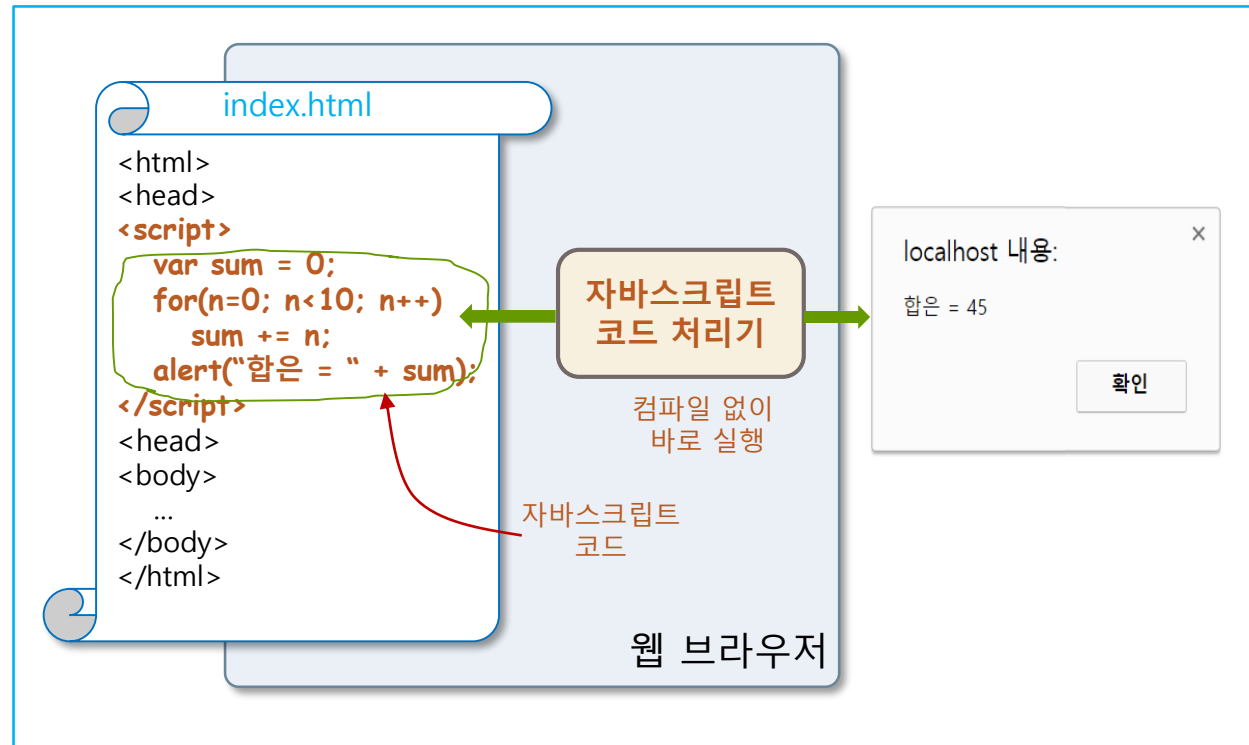 index.html
<html>
<head>
<script>
var sum = 0;
for(n=0; n<10; n++)
sum += n;
alert(“합은 = “ + sum);
</script>
<head>
<body>
...
</body>
</html>
자바스크립트
코드 처리기
컴파일 없이
바로 실행
자바스크립트
코드
웹 브라우저
localhost 내용:
×
합은 = 45
확인